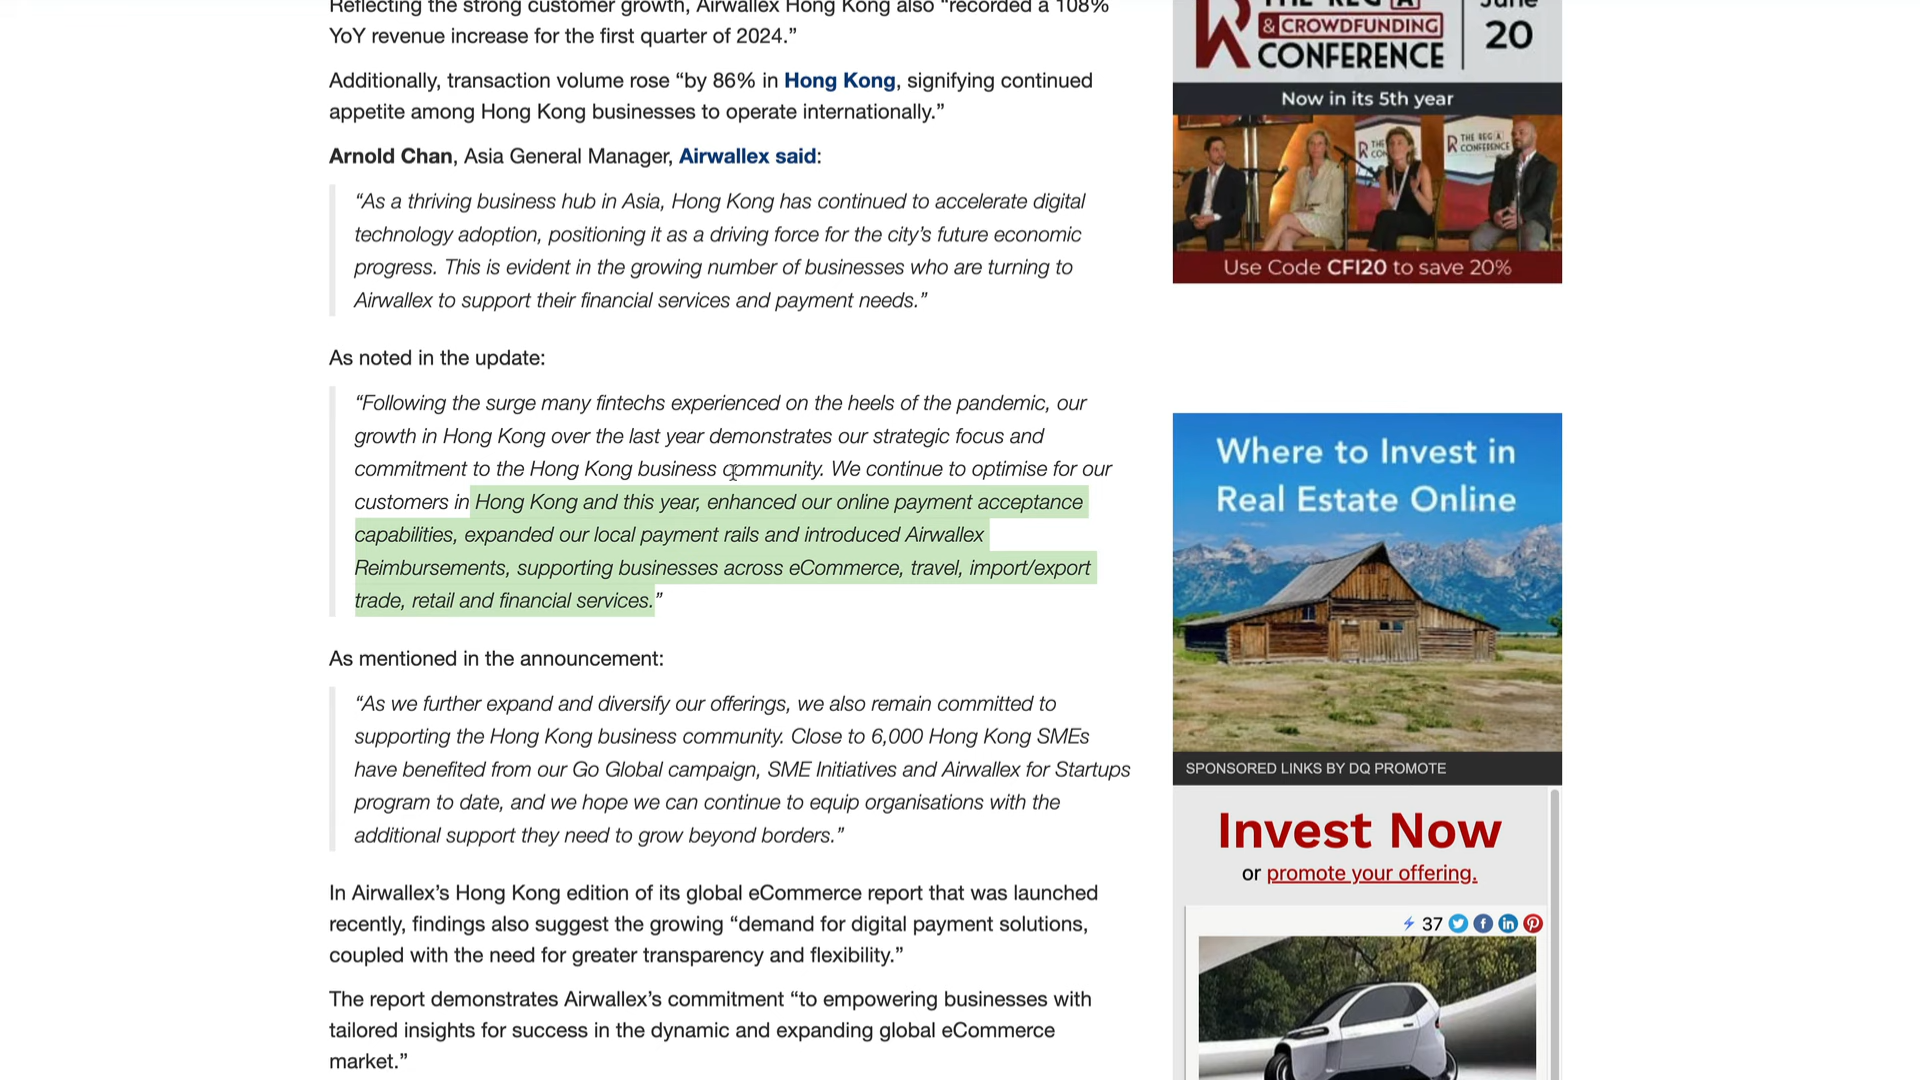 Reflecting the strong customer growth, Airwallex Hong Kong also “recorded a 108%
YoY revenue increase for the first quarter of 2024.”
Additionally, transaction volume rose “by 86% in Hong Kong, signifying continued
appetite among Hong Kong businesses to operate internationally.”
Arnold Chan, Asia General Manager, Airwallex said:
“As a thriving business hub in Asia, Hong Kong has continued to accelerate digital
technology adoption, positioning it as a driving force for the city’s future economic
progress. This is evident in the growing number of businesses who are turning to
Airwallex to support their financial services and payment needs.”
As noted in the update:
“Following the surge many fintechs experienced on the heels of the pandemic, our
growth in Hong Kong over the last year demonstrates our strategic focus and
commitment to the Hong Kong business community. We continue to optimise for our
customers in Hong Kong and this year, enhanced our online payment acceptance
capabilities, expanded our local payment rails and introduced Airwallex
Reimbursements, supporting businesses across eCommerce, travel, import/export
trade, retail and financial services.”
As mentioned in the announcement:
“As we further expand and diversify our offerings, we also remain committed to
supporting the Hong Kong business community. Close to 6,000 Hong Kong SMEs
have benefited from our Go Global campaign, SME Initiatives and Airwallex for Startups
program to date, and we hope we can continue to equip organisations with the
additional support they need to grow beyond borders.”
In Airwallex’s Hong Kong edition of its global eCommerce report that was launched
recently, findings also suggest the growing “demand for digital payment solutions,
coupled with the need for greater transparency and flexibility.”
The report demonstrates Airwallex’s commitment “to empowering businesses with
tailored insights for success in the dynamic and expanding global eCommerce
market.”
THE REG A
& CROWDFUNDING
CONFERENCE
June
20
Now in its 5th year
THE REG A
CONFERENCE
Use Code CFI20 to save 20%
Where to Invest in
Real Estate Online
SPONSORED LINKS BY DQ PROMOTE
Invest Now
or promote your offering.
37